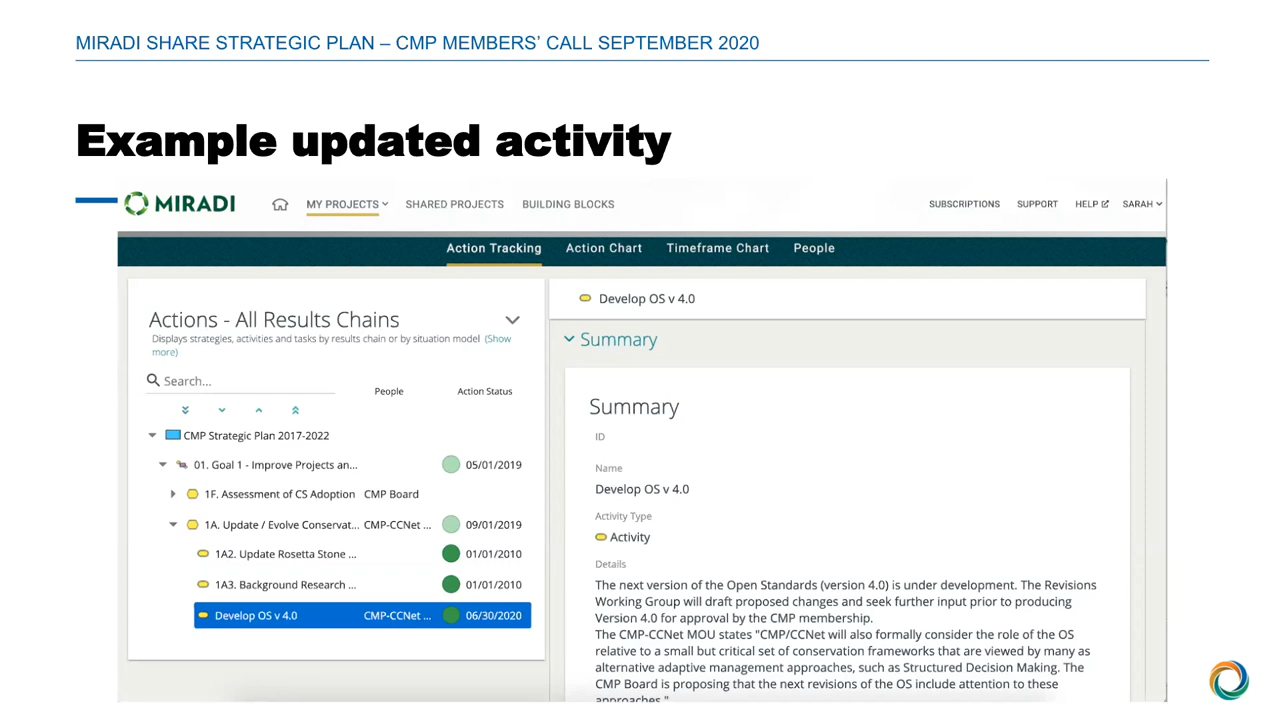 MIRADI SHARE STRATEGIC PLAN – CMP MEMBERS' CALL SEPTEMBER 2020
Example updated activity
MIRADI
MY PROJECTS
SHARED PROJECTS
BUILDING BLOCKS
SUBSCRIPTIONS
SUPPORT
HELP
SARAH
Action Tracking
Action Chart
Timeframe Chart
People
Actions - All Results Chains
Displays strategies, activities and tasks by results chain or by situation model (Show
more)
Search...
People
Action Status
CMP Strategic Plan 2017-2022
01. Goal 1 - Improve Projects an... 05/01/2019
1F. Assessment of CS Adoption CMP Board
1A. Update / Evolve Conservat... CMP-CCNet ... 09/01/2019
1A2. Update Rosetta Stone ... 01/01/2010
1A3. Background Research ... 01/01/2010
Develop OS v 4.0 CMP-CCNet ... 06/30/2020
Develop OS v 4.0
Summary
Summary
ID
Name
Develop OS v 4.0
Activity Type
Activity
Details
The next version of the Open Standards (version 4.0) is under development. The Revisions
Working Group will draft proposed changes and seek further input prior to producing
Version 4.0 for approval by the CMP membership.
The CMP-CCNet MOU states "CMP/CCNet will also formally consider the role of the OS
relative to a small but critical set of conservation frameworks that are viewed by many as
alternative adaptive management approaches, such as Structured Decision Making. The
CMP Board is proposing that the next revisions of the OS include attention to these
approaches."